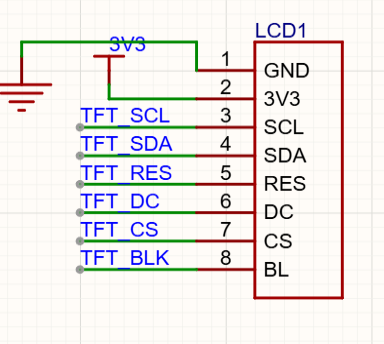 LCD1
3V3
1 GND
2 3V3
TFT_SCL 3 SCL
TFT_SDA 4 SDA
TFT_RES 5 RES
TFT_DC 6 DC
TFT_CS 7 CS
TFT_BLK 8 BL